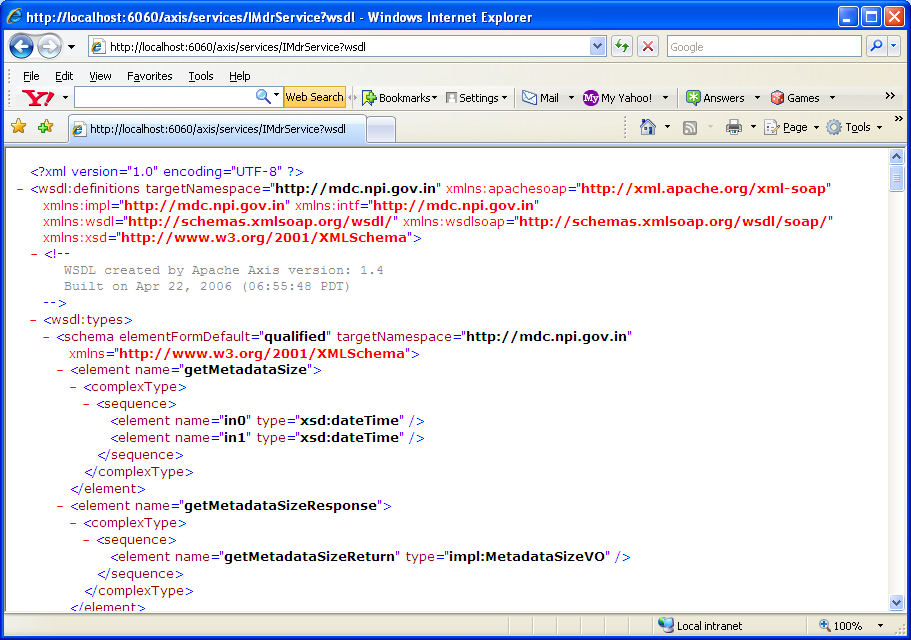 http://localhost:6060/axis/services/IMdrService?wsdl - Windows Internet Explorer
http://localhost:6060/axis/services/IMdrService?wsdl
Google
File Edit View Favorites Tools Help
Y! Web Search Bookmarks Settings Mail My My Yahoo! Answers Games »
http://localhost:6060/axis/services/IMdrService?wsdl Page Tools »
<?xml version="1.0" encoding="UTF-8" ?>
- <wsdl:definitions targetNamespace="http://mdc.npi.gov.in" xmlns:apachesoap="http://xml.apache.org/xml-soap"
xmlns:impl="http://mdc.npi.gov.in" xmlns:intf="http://mdc.npi.gov.in"
xmlns:wsdl="http://schemas.xmlsoap.org/wsdl/" xmlns:wsdlsoap="http://schemas.xmlsoap.org/wsdl/soap/"
xmlns:xsd="http://www.w3.org/2001/XMLSchema">
- <!--
WSDL created by Apache Axis version: 1.4
Built on Apr 22, 2006 (06:55:48 PDT)
-->
- <wsdl:types>
- <schema elementFormDefault="qualified" targetNamespace="http://mdc.npi.gov.in"
xmlns="http://www.w3.org/2001/XMLSchema">
- <element name="getMetadataSize">
- <complexType>
- <sequence>
<element name="in0" type="xsd:dateTime" />
<element name="in1" type="xsd:dateTime" />
</sequence>
</complexType>
</element>
- <element name="getMetadataSizeResponse">
- <complexType>
- <sequence>
<element name="getMetadataSizeReturn" type="impl:MetadataSizeVO" />
</sequence>
</complexType>
</element>
Local intranet 100%